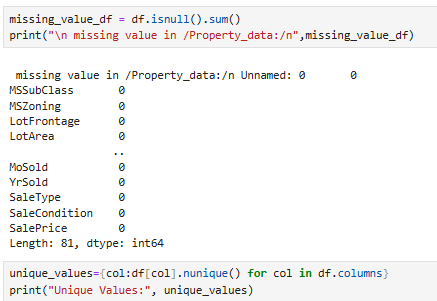 missing_value_df = df.isnull().sum()
print("\n missing value in /Property_data:/n",missing_value_df)
 missing value in /Property_data:/n Unnamed: 0       0
MSSubClass       0
MSZoning         0
LotFrontage      0
LotArea          0
                ..
MoSold           0
YrSold           0
SaleType         0
SaleCondition    0
SalePrice        0
Length: 81, dtype: int64
unique_values={col:df[col].nunique() for col in df.columns}
print("Unique Values:", unique_values)